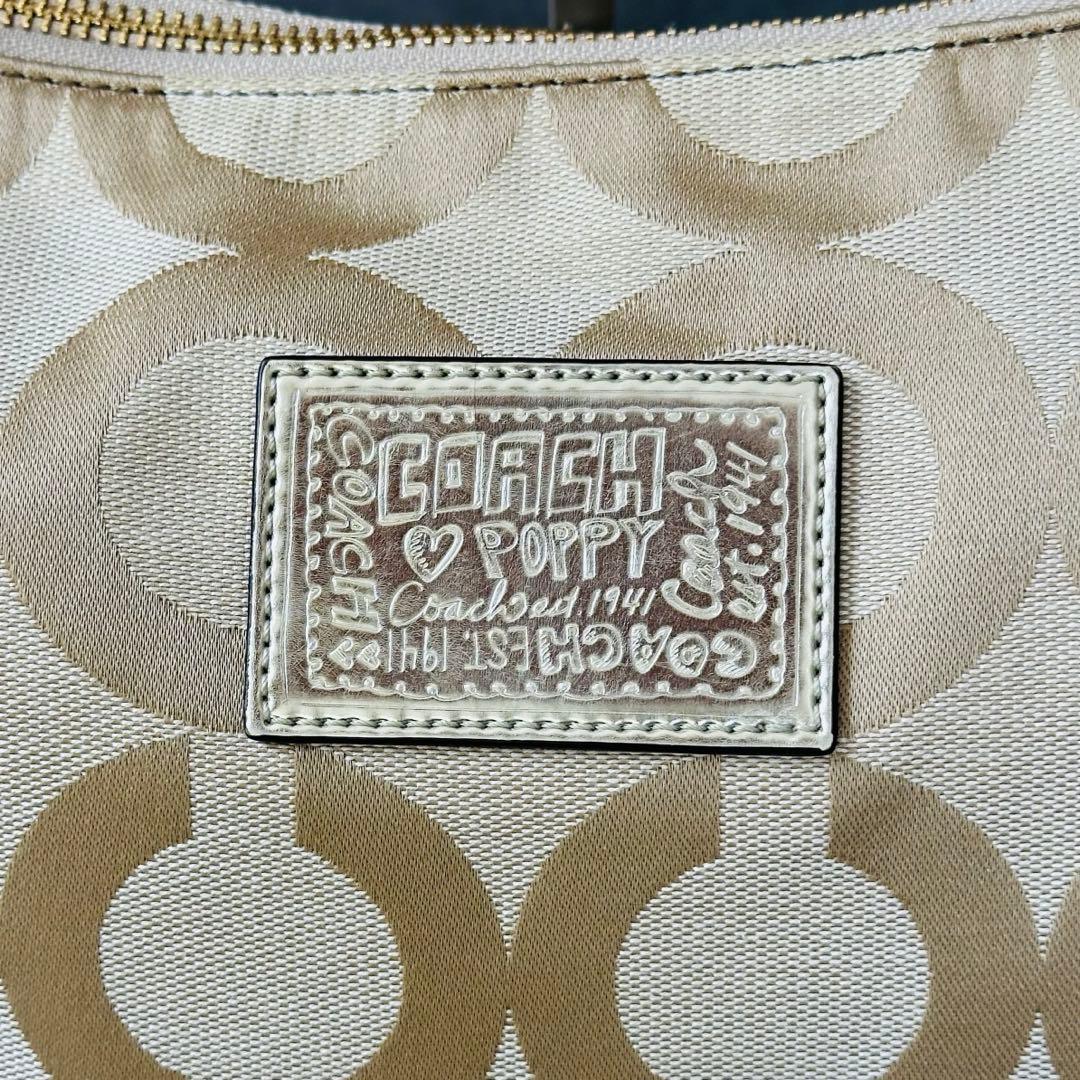 COACH
COACH
POPPY
Coach est. 1941
Coach
est. 1941
COACH EST. 1941